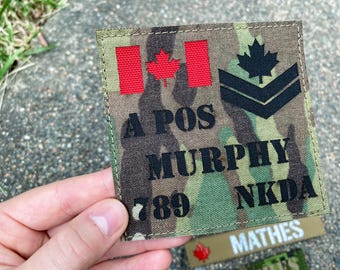 A POS
MURPHY
789 NKDA
MATHES